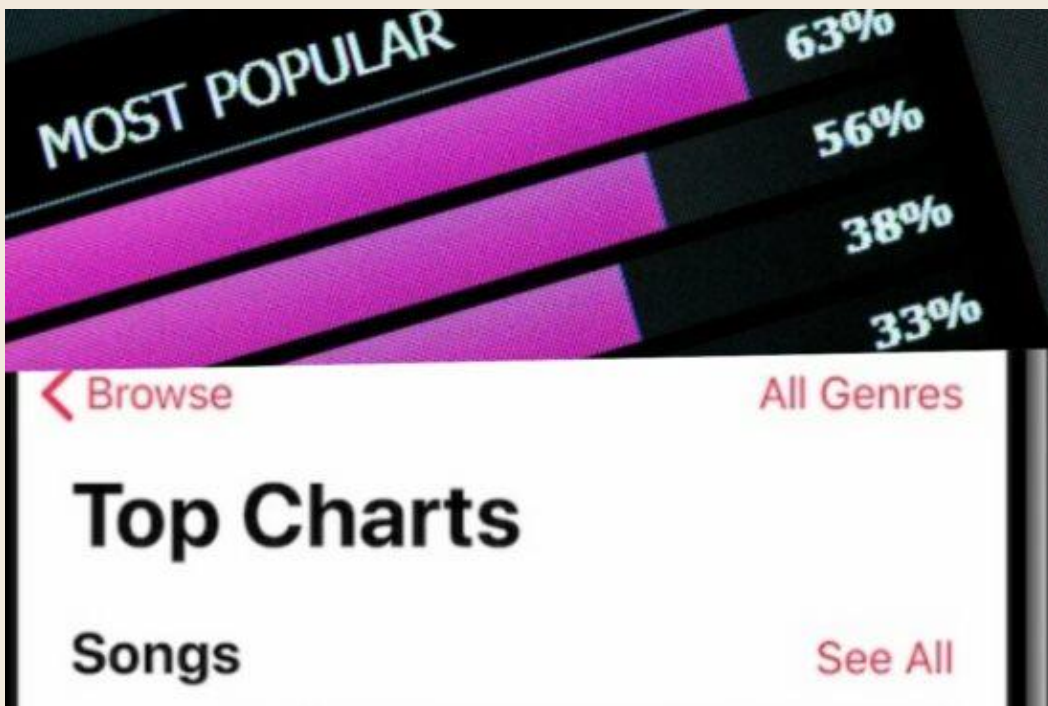 MOST POPULAR
63%
56%
38%
33%
Browse
All Genres
Top Charts
Songs
See All